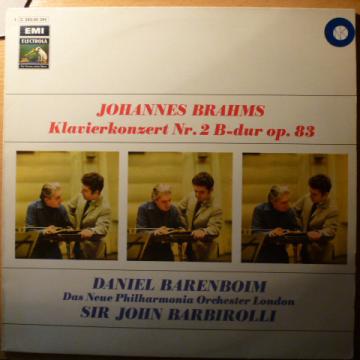 EMI
ELECTROLA
JOHANNES BRAHMS
Klavierkonzert Nr. 2 B-dur op. 83
DANIEL BARENBOIM
Das Neue Philharmonia Orchester London
SIR JOHN BARBIROLLI